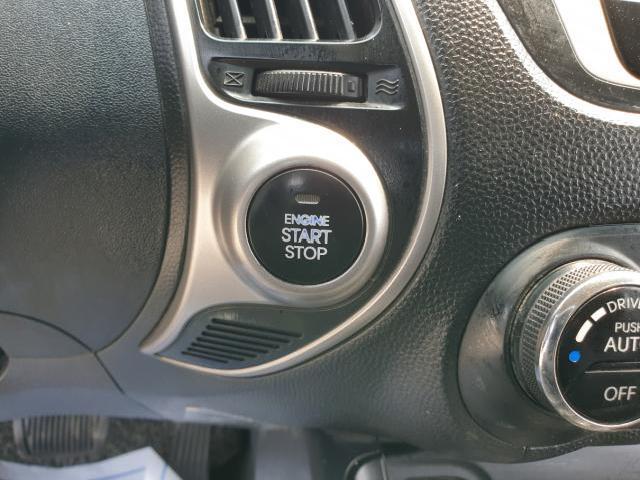 ENGINE
START
STOP
DRIVE
PUSH
AUTO
OFF